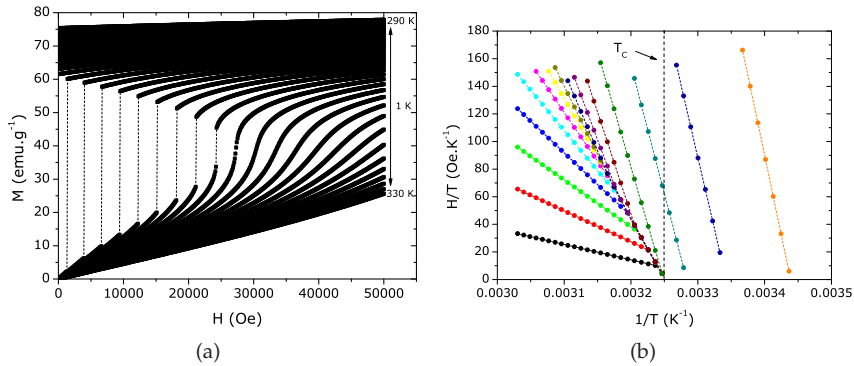 80
70
60
50
40
30
20
10
0
M (emu.g⁻¹)
290 K
1 K
330 K
0 10000 20000 30000 40000 50000
H (Oe)
(a)
180
160
140
120
100
80
60
40
20
0
H/T (Oe.K⁻¹)
T_C
0.0030 0.0031 0.0032 0.0033 0.0034 0.0035
1/T (K⁻¹)
(b)